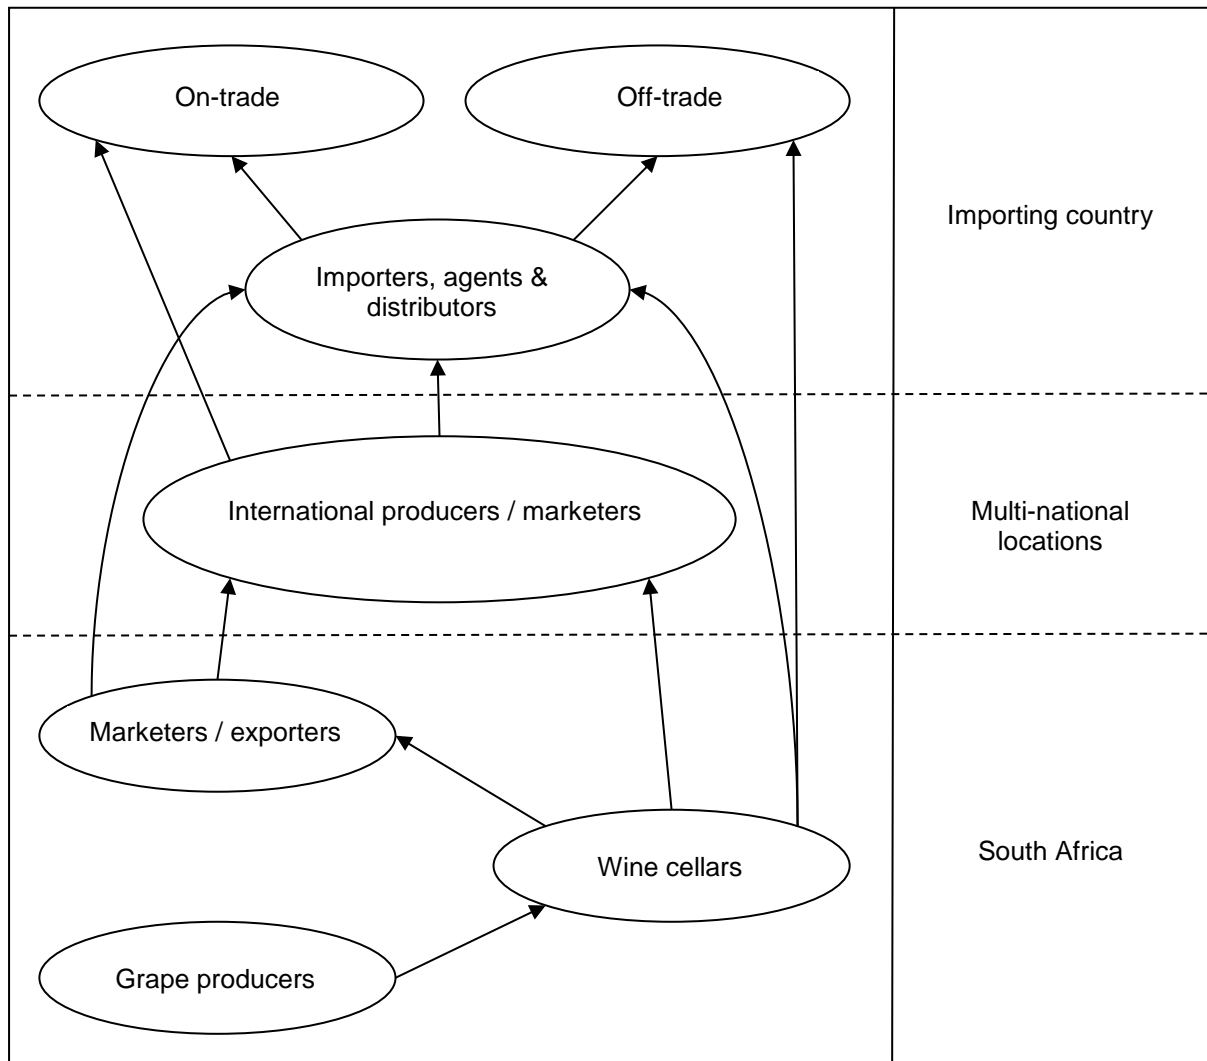 On-trade
Off-trade
Importing country
Importers, agents &
distributors
International producers / marketers
Multi-national
locations
Marketers / exporters
South Africa
Wine cellars
Grape producers